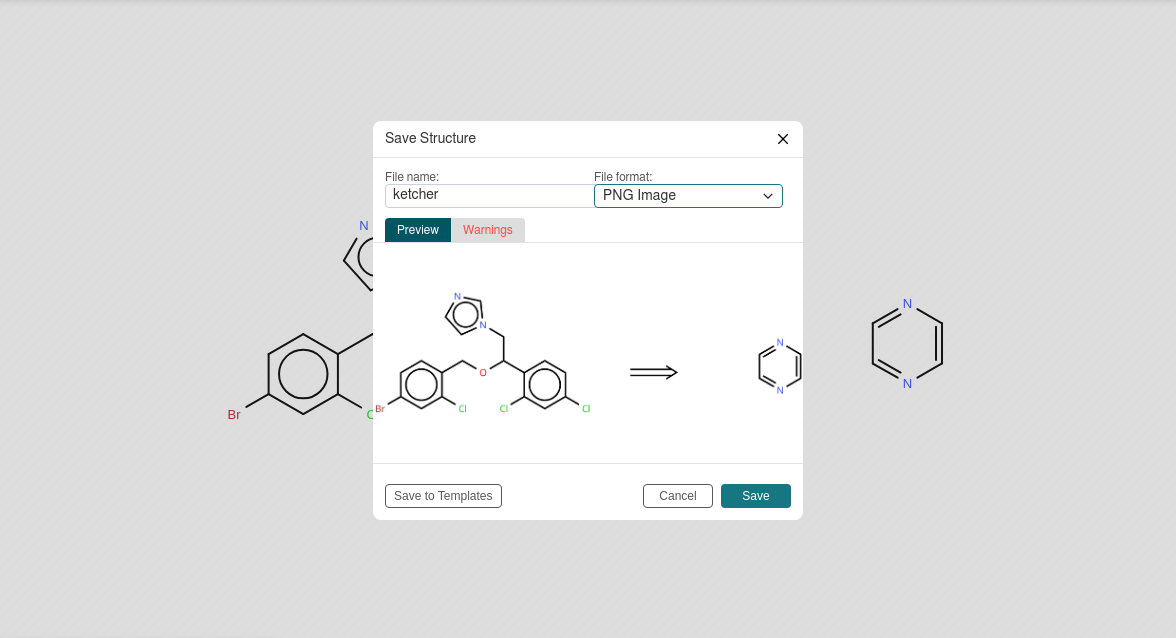 Save Structure
File name:
File format:
ketcher
PNG Image
Preview
Warnings
N
N
N
O
N
N
Br
Cl
Cl
Cl
N
N
Br
C
Save to Templates
Cancel
Save